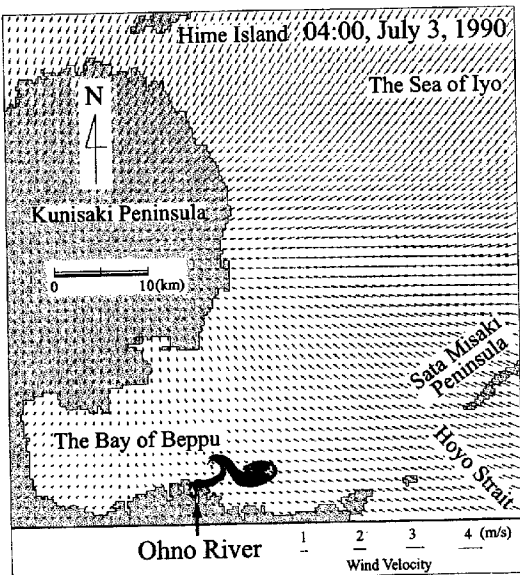 Hime Island 04:00, July 3, 1990
The Sea of Iyo
N
Kunisaki Peninsula
0 10(km)
Sata Misaki
Peninsula
The Bay of Beppu
Hoyo Strait
Ohno River
1 2 3 4 (m/s)
Wind Velocity